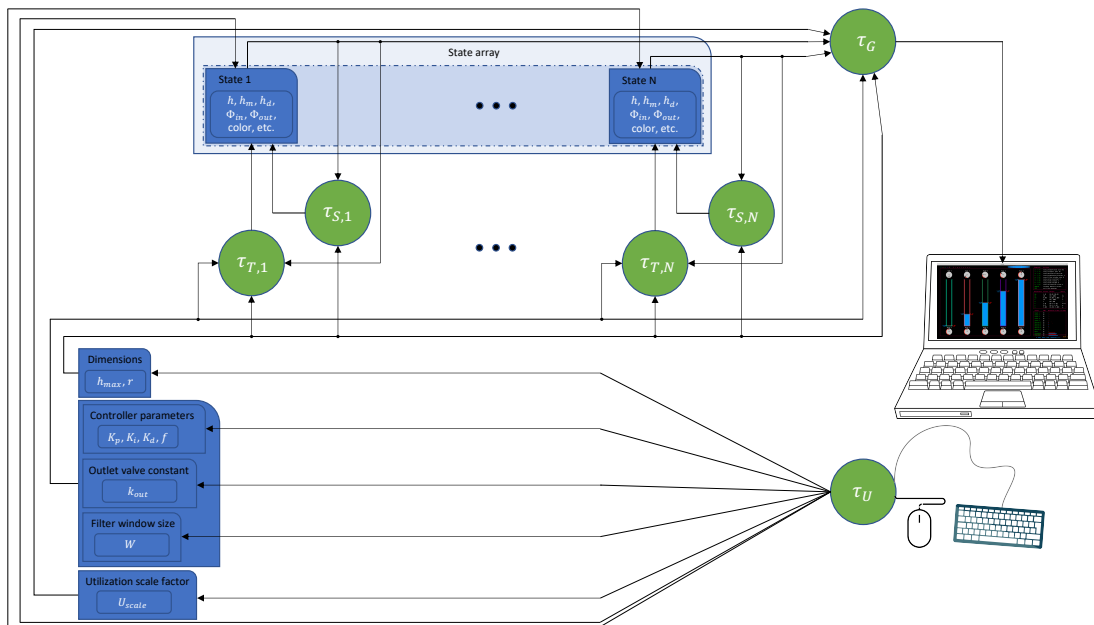 τ_G
State array
State 1
h, h_m, h_d,
Φ_in, Φ_out,
color, etc.
State N
h, h_m, h_d,
Φ_in, Φ_out,
color, etc.
τ_S,1
τ_S,N
τ_T,1
τ_T,N
Dimensions
h_max, r
Controller parameters
K_p, K_i, K_d, f
Outlet valve constant
k_out
τ_U
Filter window size
W
Utilization scale factor
U_scale